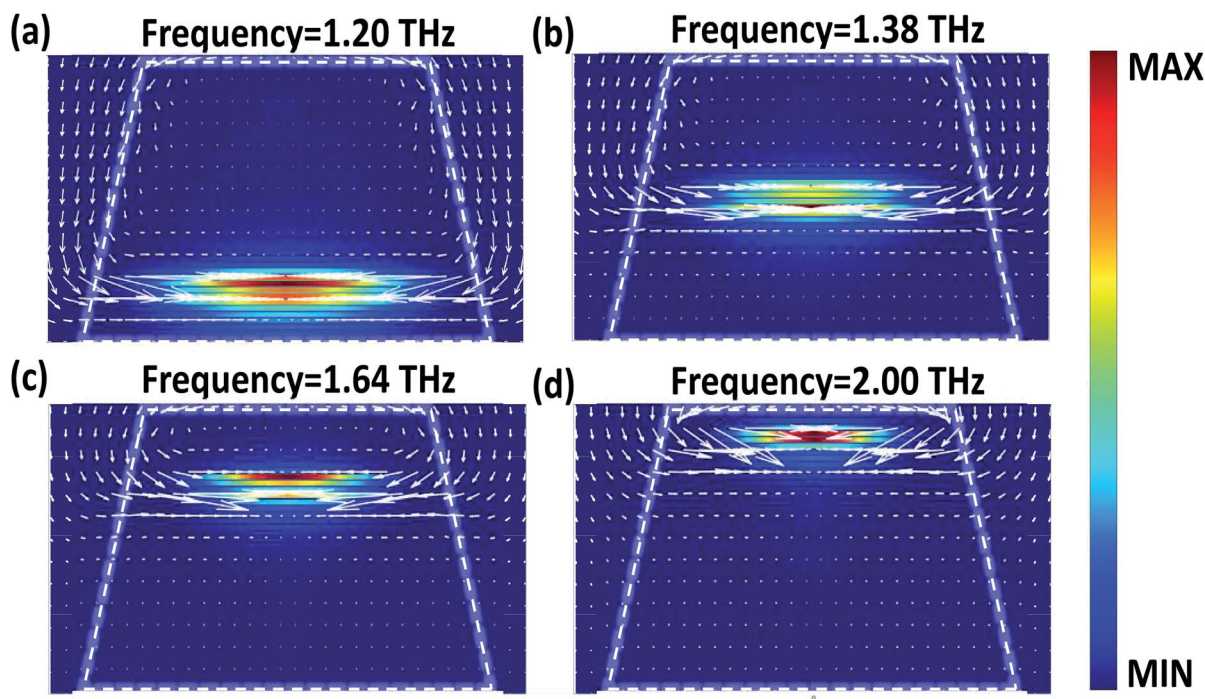 (a) Frequency=1.20 THz
(b) Frequency=1.38 THz
MAX
(c) Frequency=1.64 THz
(d) Frequency=2.00 THz
MIN